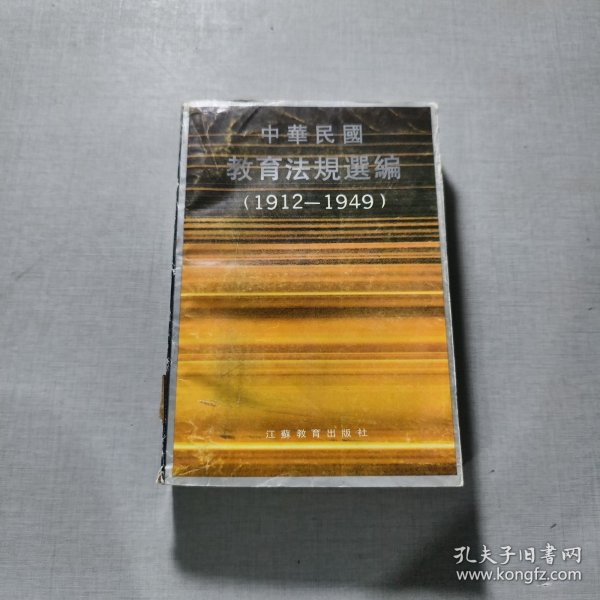 中華民國
教育法規選編
(1912—1949)
江蘇教育出版社
孔夫子旧书网
www.kongfz.com